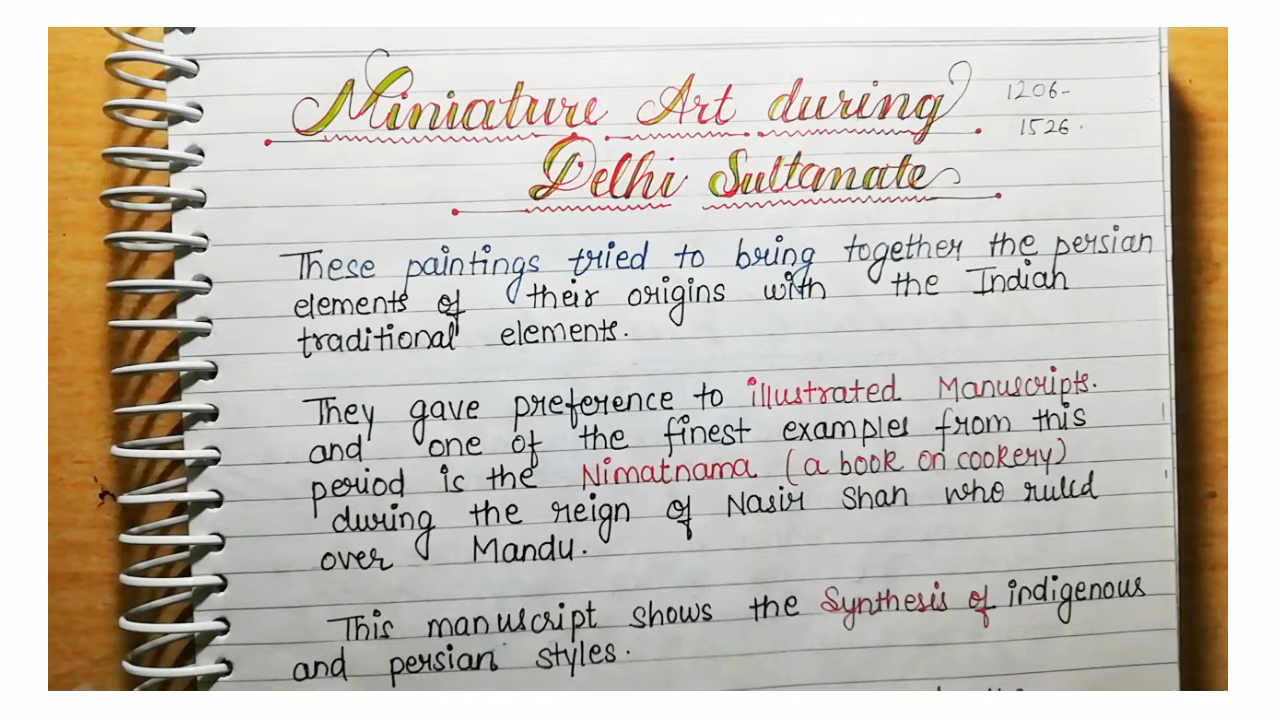 Miniature Art during 1206-
1526.
Delhi Sultanate
These paintings tried to bring together the persian
elements of their origins with the Indian
traditional elements.
They gave preference to illustrated Manuscripts.
and one of the finest examples from this
period is the Nimatnama (a book on cookery)
during the reign of Nasir Shah who ruled
over Mandu.
This manuscript shows the Synthesis of indigenous
and persian styles.